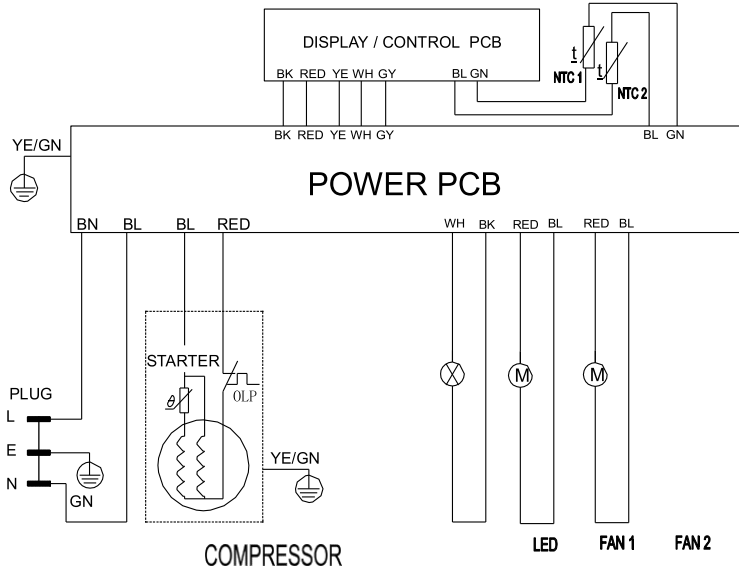 DISPLAY / CONTROL PCB
BK RED YE WH GY BL GN
t NTC 1
t NTC 2
BK RED YE WH GY BL GN
YE/GN
POWER PCB
BN BL BL RED WH BK RED BL RED BL
STARTER
θ
OLP
M M
PLUG
L
E
N
GN
YE/GN
COMPRESSOR
LED FAN 1 FAN 2